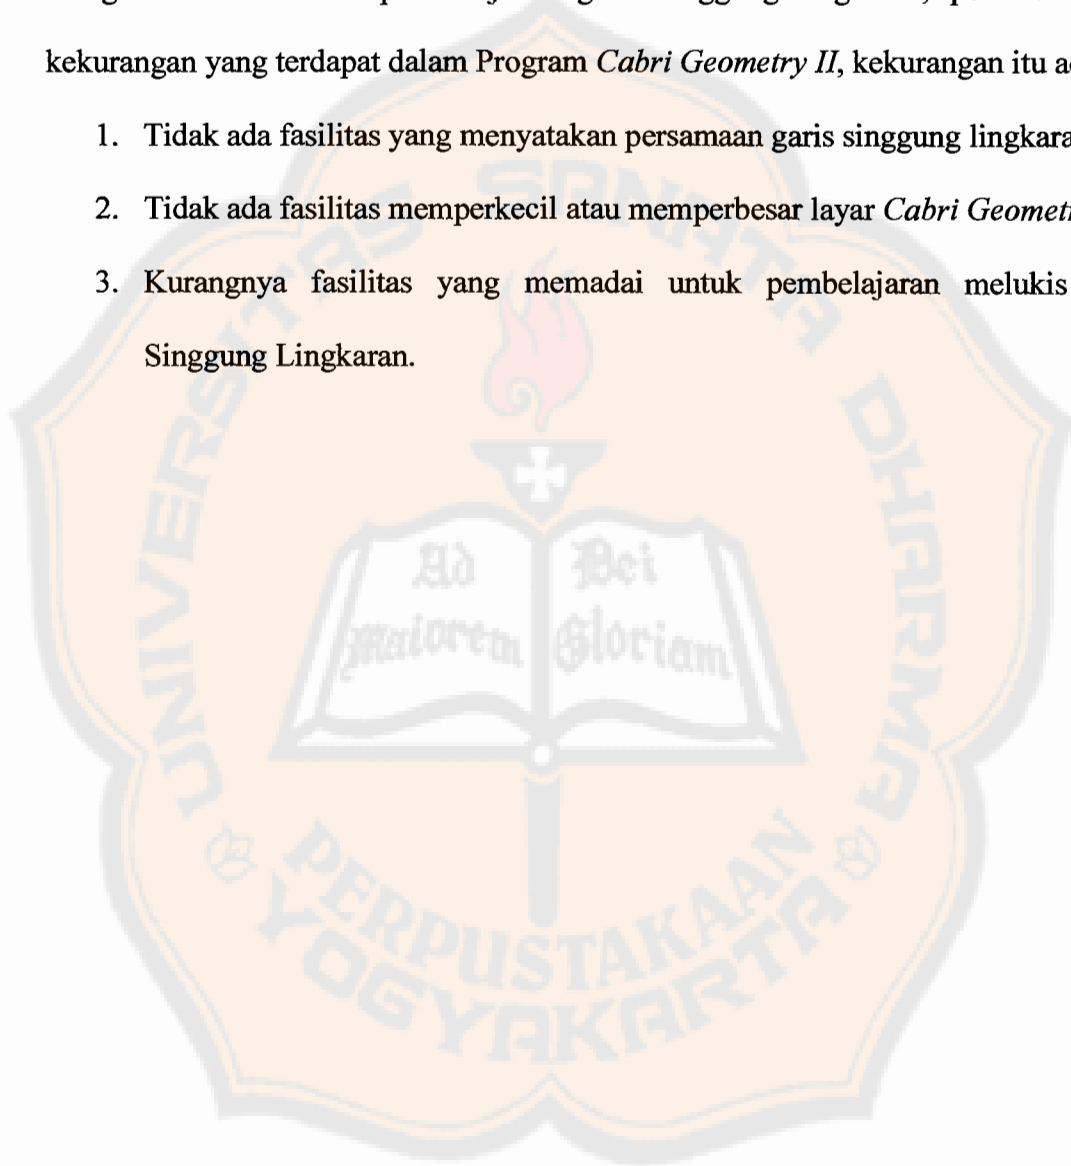 kekurangan yang terdapat dalam Program Cabri Geometry II, kekurangan itu
1. Tidak ada fasilitas yang menyatakan persamaan garis singgung
2. Tidak ada fasilitas memperkecil atau memperbesar layar Cabri
3. Kurangnya fasilitas yang memadai untuk pembelajaran melukis
Singgung Lingkaran.
UNIVERSITAS SANATA DHARMA
Ad
maiorem
Dei
Gloriam
PERPUSTAKAAN
YOGYAKARTA